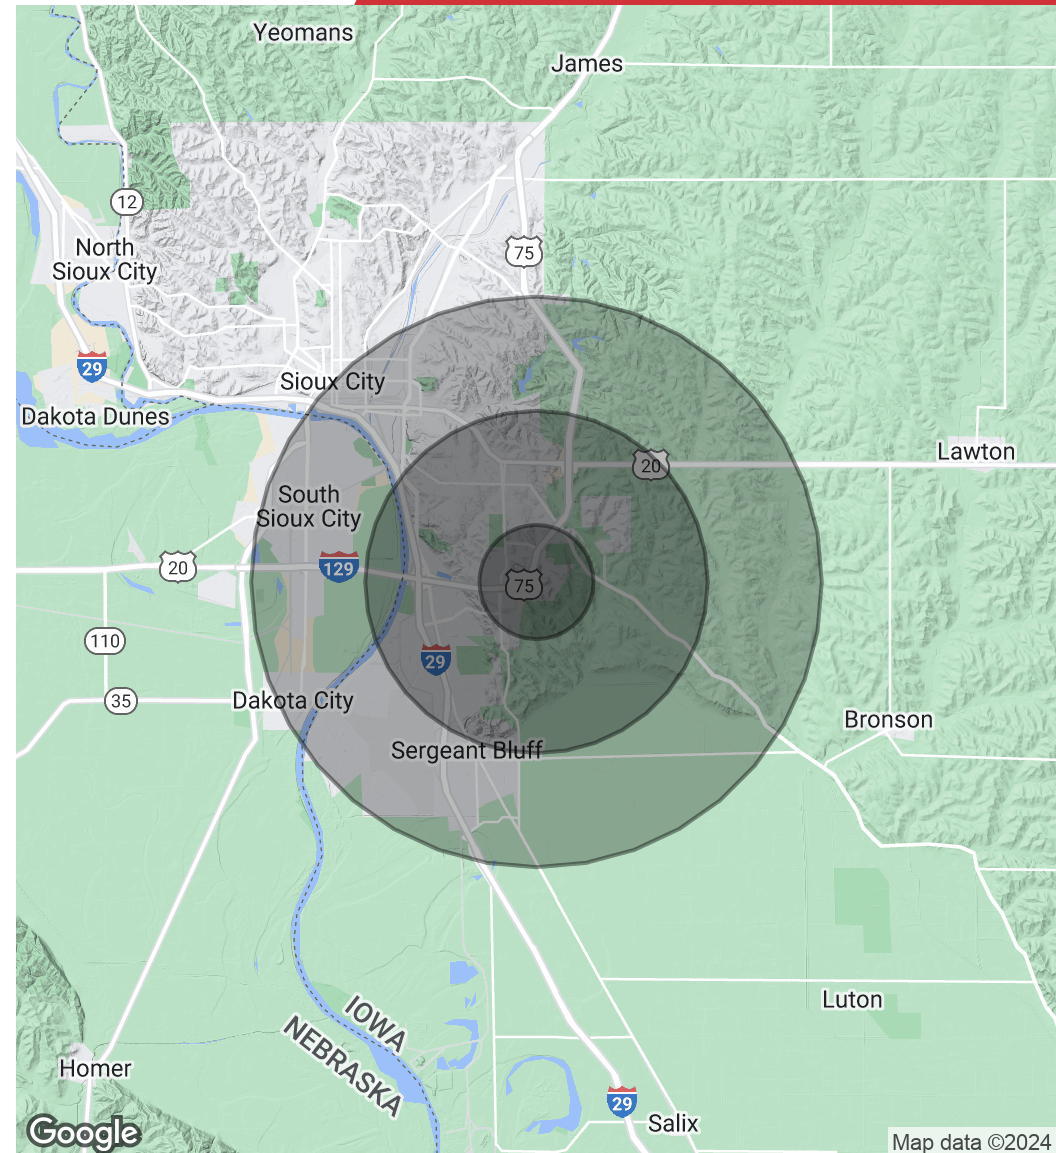 Yeomans
James
12
North
Sioux City
75
29
Sioux City
Dakota Dunes
Lawton
20
South
Sioux City
20
129
75
110
29
35
Dakota City
Bronson
Sergeant Bluff
Luton
IOWA
NEBRASKA
Homer
29
Salix
Google
Map data ©2024